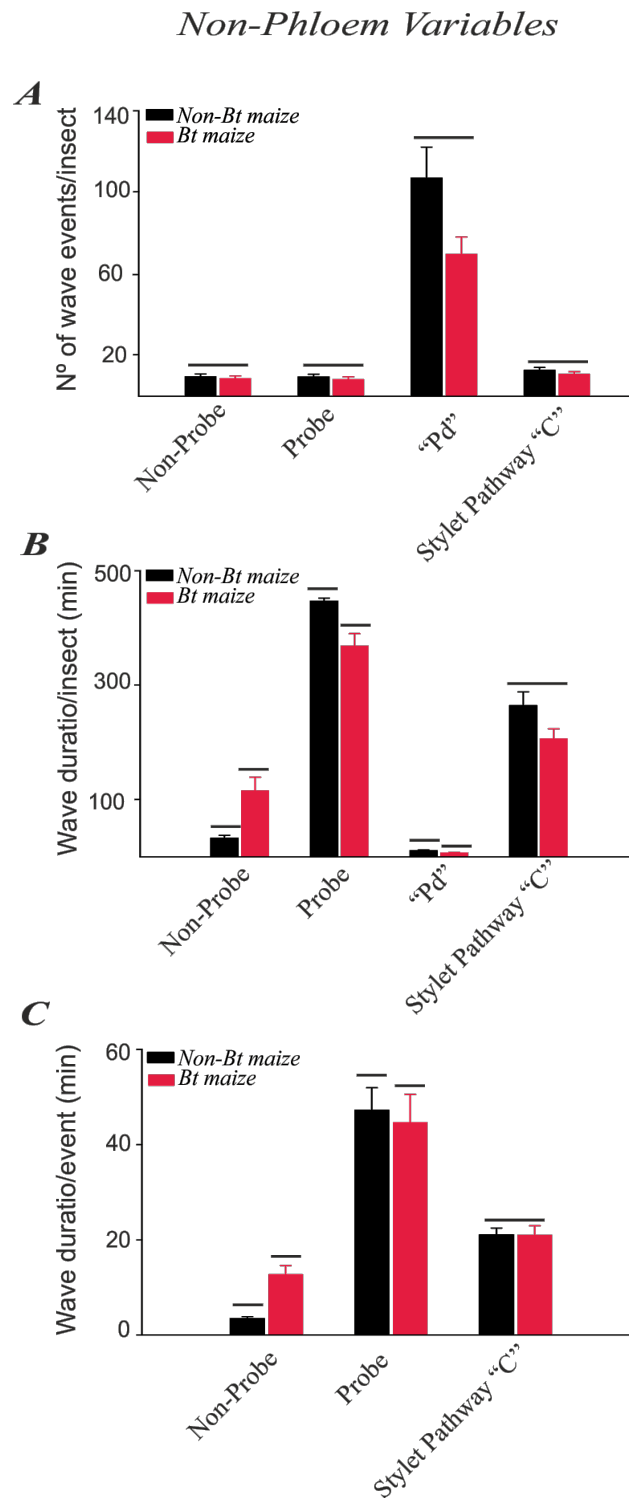 Non-Phloem Variables
A
Nº of wave events/insect
140
100
60
20
Non-Bt maize
Bt maize
Non-Probe
Probe
“Pd”
Stylet Pathway “C”
B
Wave duratio/insect (min)
500
300
100
Non-Bt maize
Bt maize
Non-Probe
Probe
“Pd”
Stylet Pathway “C”
C
Wave duratio/event (min)
60
40
20
0
Non-Bt maize
Bt maize
Non-Probe
Probe
Stylet Pathway “C”